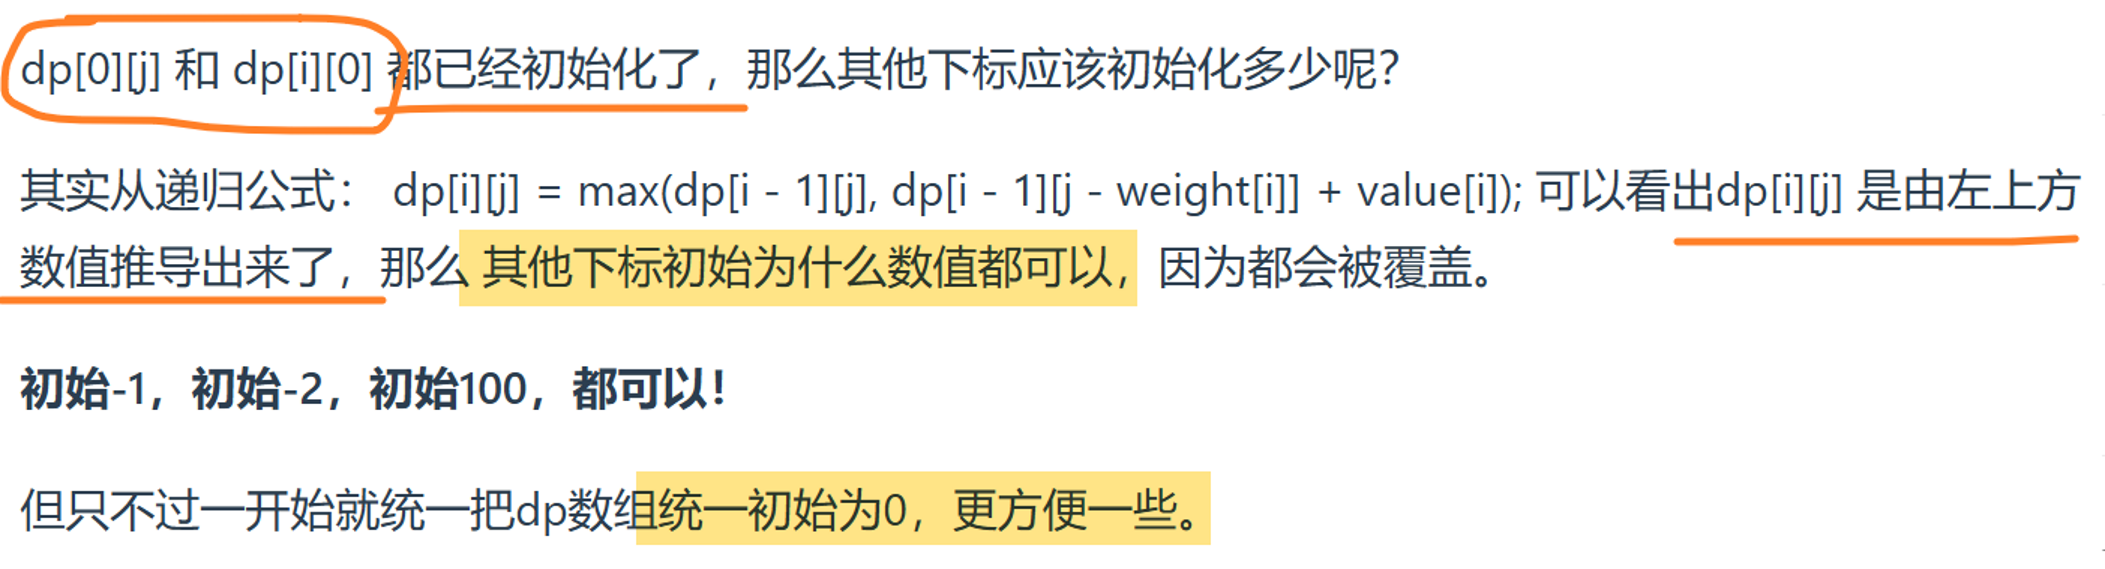 dp[0][j] 和 dp[i][0] 都已经初始化了，那么其他下标应该初始化多少呢？
其实从递归公式： dp[i][j] = max(dp[i - 1][j], dp[i - 1][j - weight[i]] + value[i]); 可以看出dp[i][j] 是由左上方
数值推导出来了，那么 其他下标初始为什么数值都可以，因为都会被覆盖。
初始-1，初始-2，初始100，都可以！
但只不过一开始就统一把dp数组统一初始为0，更方便一些。